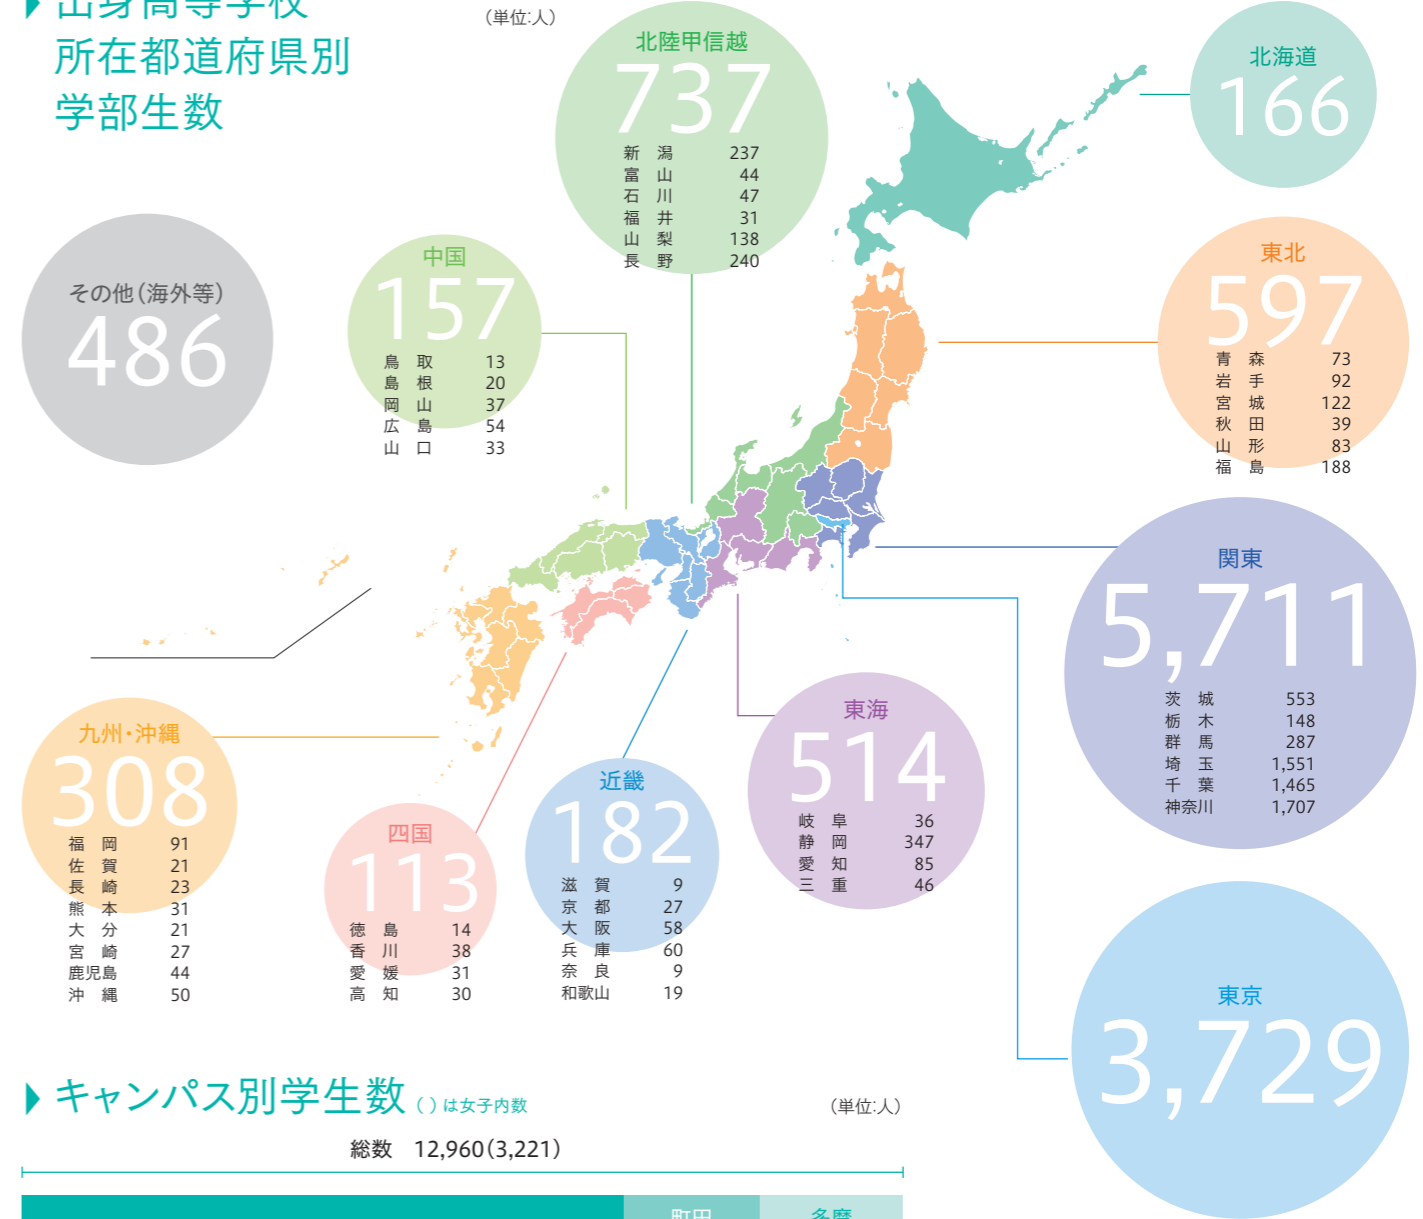 出身高等学校
所在都道府県別
学部生数
（単位:人）
北陸甲信越
737
新潟 237
富山 44
石川 47
福井 31
山梨 138
長野 240
北海道
166
その他（海外等）
486
中国
157
鳥取 13
島根 20
岡山 37
広島 54
山口 33
東北
597
青森 73
岩手 92
宮城 122
秋田 39
山形 83
福島 188
関東
5,711
茨城 553
栃木 148
群馬 287
埼玉 1,551
千葉 1,465
神奈川 1,707
九州・沖縄
308
福岡 91
佐賀 21
長崎 23
熊本 31
大分 21
宮崎 27
鹿児島 44
沖縄 50
四国
113
徳島 14
香川 38
愛媛 31
高知 30
近畿
182
滋賀 9
京都 27
大阪 58
兵庫 60
奈良 9
和歌山 19
東海
514
岐阜 36
静岡 347
愛知 85
三重 46
東京
3,729
キャンパス別学生数 ( ) は女子内数
（単位:人）
総数 12,960（3,221）
町田 多摩